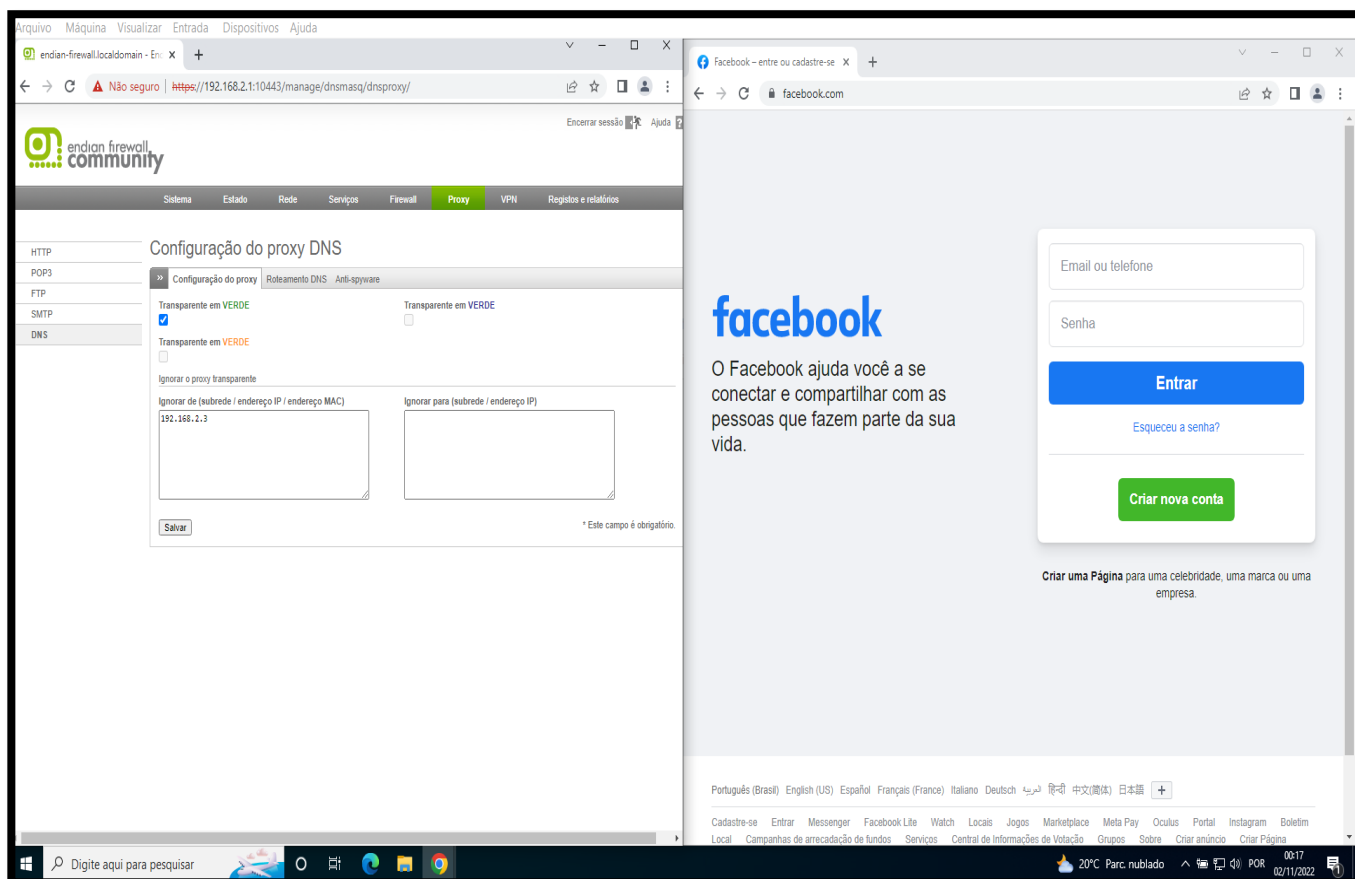 Arquivo Máquina Visualizar Entrada Dispositivos Ajuda
endian-firewall.localdomain - En
Não seguro https://192.168.2.1:10443/manage/dnsmasq/dnsproxy/
Encerrar sessão Ajuda ?
endian firewall
community
Sistema Estado Rede Serviços Firewall Proxy VPN Registos e relatórios
HTTP
POP3
FTP
SMTP
DNS
Configuração do proxy DNS
» Configuração do proxy Roteamento DNS Anti-spyware
Transparente em VERDE Transparente em VERDE
Transparente em VERDE
Ignorar o proxy transparente
Ignorar de (subrede / endereço IP / endereço MAC) Ignorar para (subrede / endereço IP)
192.168.2.3
Salvar * Este campo é obrigatório.
Facebook – entre ou cadastre-se
facebook.com
facebook
O Facebook ajuda você a se
conectar e compartilhar com as
pessoas que fazem parte da sua
vida.
Email ou telefone
Senha
Entrar
Esqueceu a senha?
Criar nova conta
Criar uma Página para uma celebridade, uma marca ou uma
empresa.
Português (Brasil) English (US) Español Français (France) Italiano Deutsch العربية हिन्दी 中文(简体) 日本語 +
Cadastre-se Entrar Messenger Facebook Lite Watch Locais Jogos Marketplace Meta Pay Oculus Portal Instagram Boletim
Local Campanhas de arrecadação de fundos Serviços Central de Informações de Votação Grupos Sobre Criar anúncio Criar Página
Digite aqui para pesquisar 20°C Parc. nublado POR 00:17
02/11/2022 1